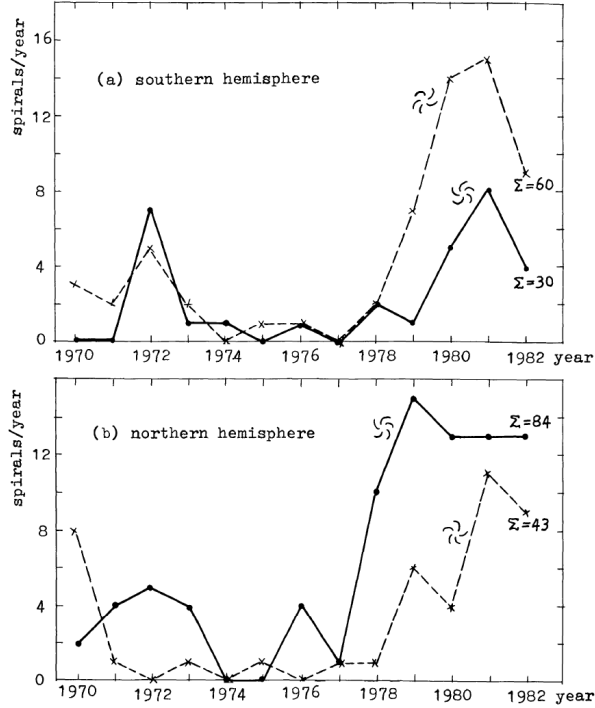 spirals/year
16
12
8
4
0
(a) southern hemisphere
Σ=60
Σ=30
1970 1972 1974 1976 1978 1980 1982 year
spirals/year
12
8
4
0
(b) northern hemisphere
Σ=84
Σ=43
1970 1972 1974 1976 1978 1980 1982 year